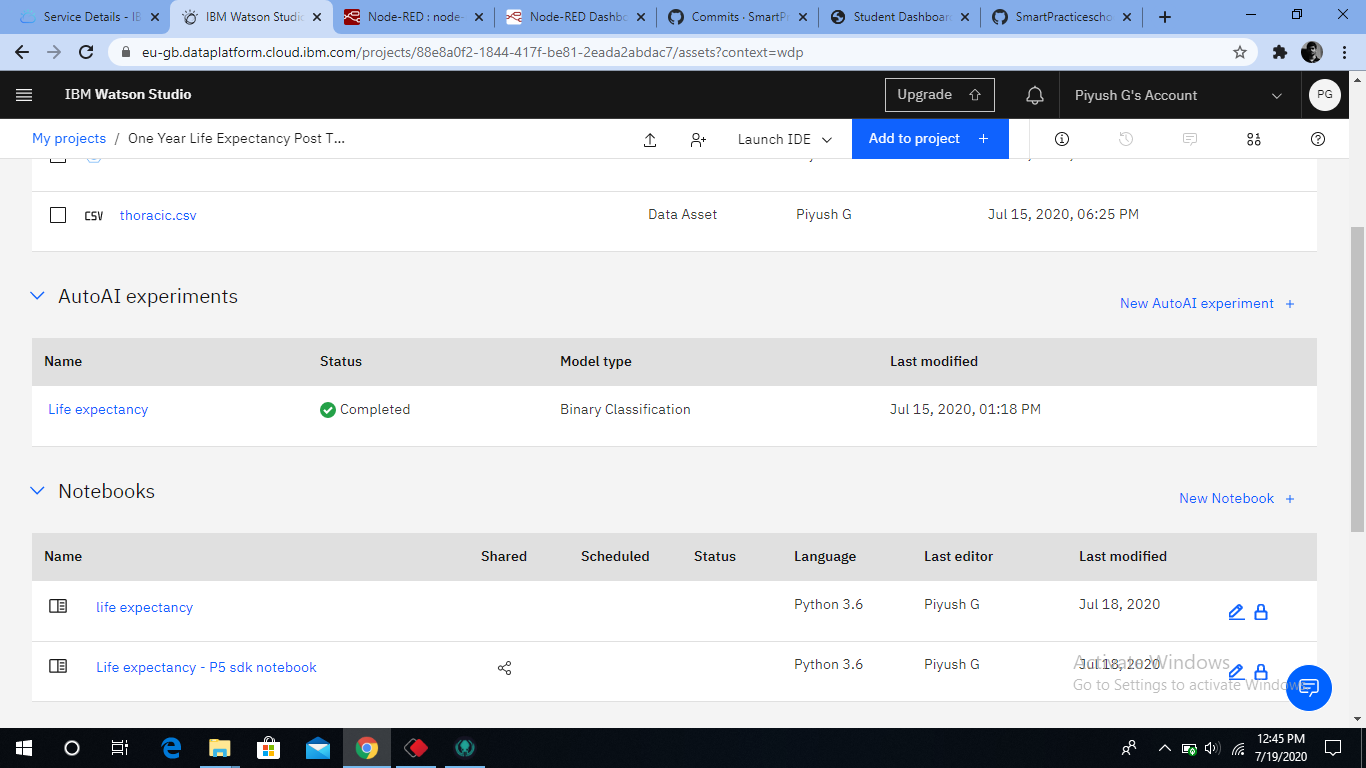 Service Details - IB
IBM Watson Studio
Node-RED : node-
Node-RED Dashbo
Commits · SmartPr
Student Dashboar
SmartPracticescho
eu-gb.dataplatform.cloud.ibm.com/projects/88e8a0f2-1844-417f-be81-2eada2abdac7/assets?context=wdp
IBM Watson Studio
Upgrade
Piyush G's Account
PG
My projects / One Year Life Expectancy Post T...
Launch IDE
Add to project +
CSV thoracic.csv Data Asset Piyush G Jul 15, 2020, 06:25 PM
AutoAI experiments
New AutoAI experiment +
Name Status Model type Last modified
Life expectancy Completed Binary Classification Jul 15, 2020, 01:18 PM
Notebooks
New Notebook +
Name Shared Scheduled Status Language Last editor Last modified
life expectancy Python 3.6 Piyush G Jul 18, 2020
Life expectancy - P5 sdk notebook Python 3.6 Piyush G Jul 18, 2020
Activate Windows
Go to Settings to activate Windows.
12:45 PM
7/19/2020